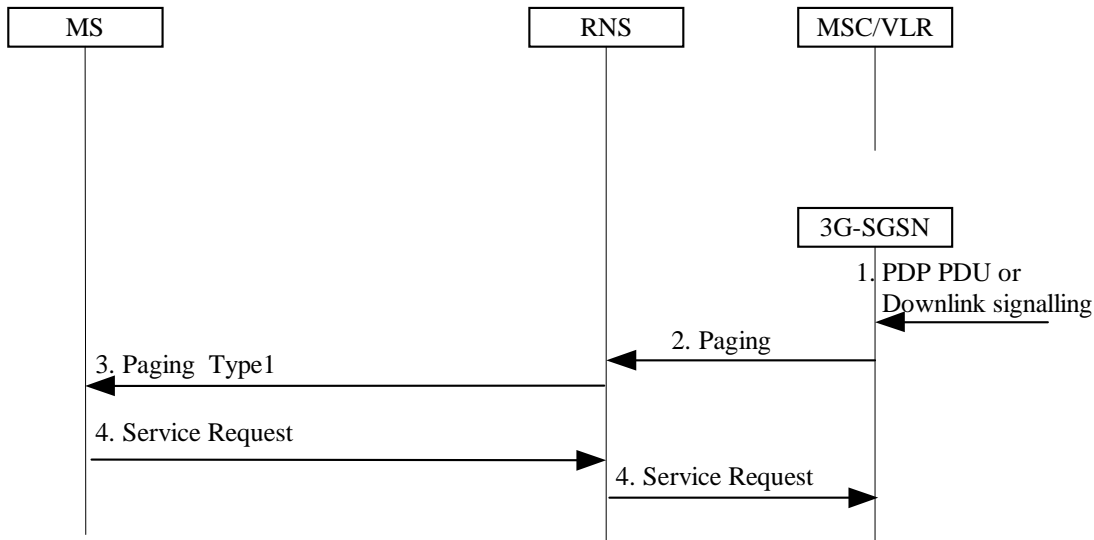 MS
RNS
MSC/VLR
3G-SGSN
1. PDP PDU or
Downlink signalling
2. Paging
3. Paging Type1
4. Service Request
4. Service Request